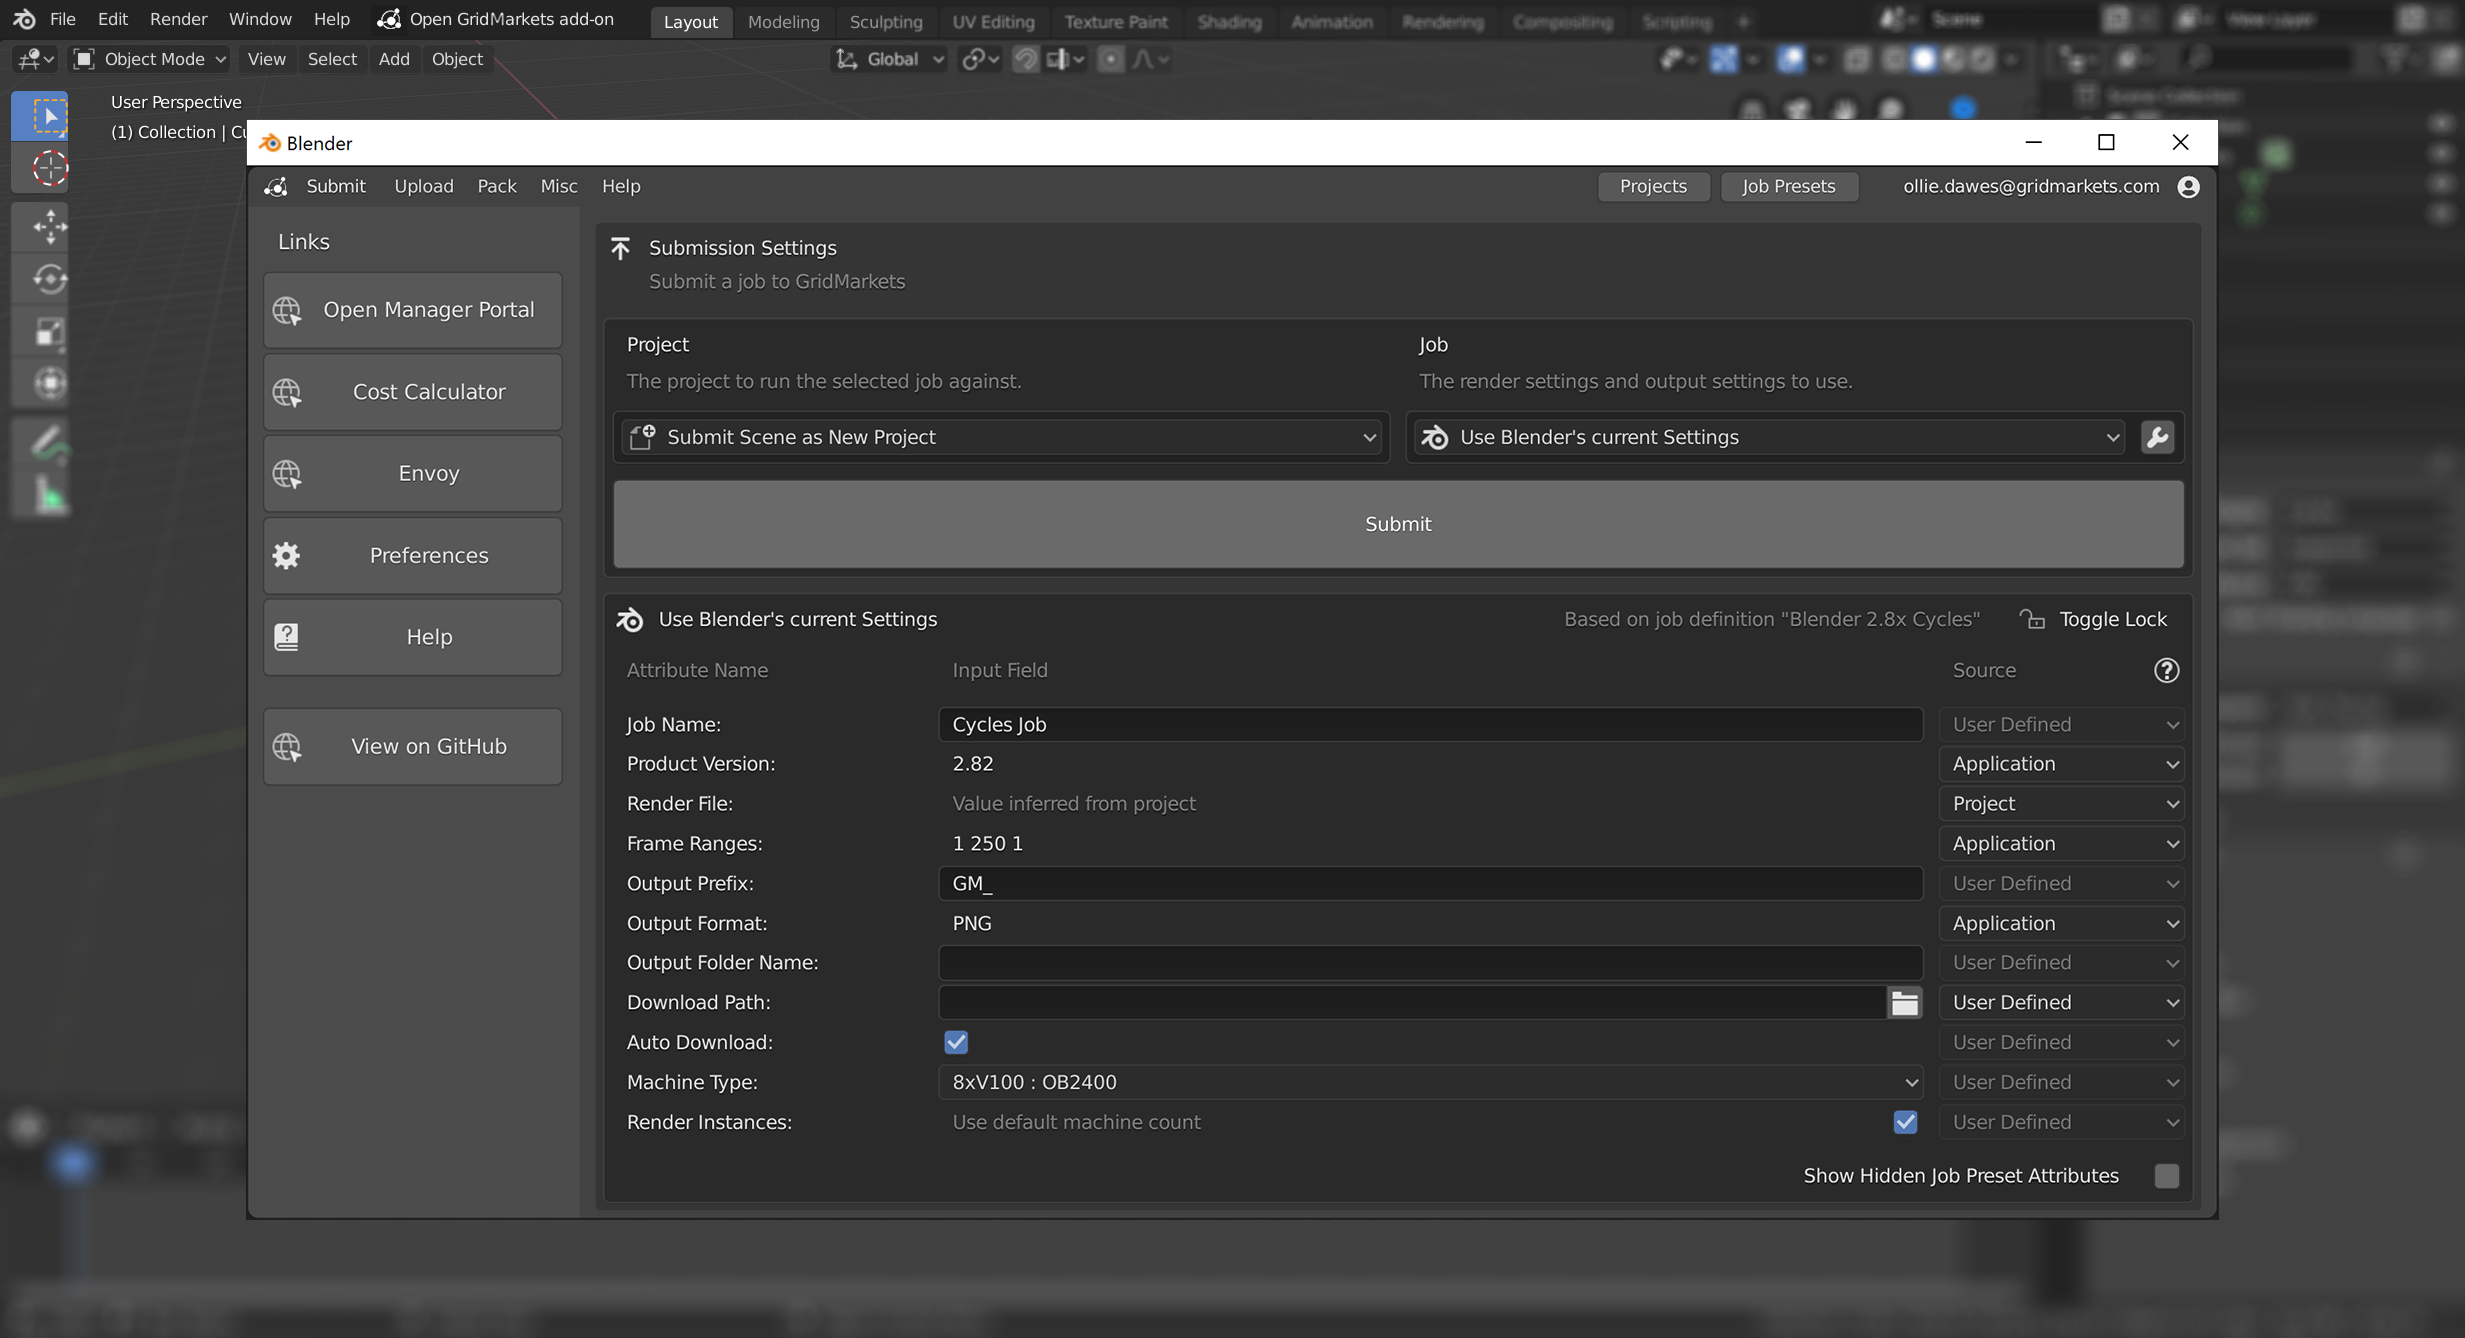 File Edit Render Window Help Open GridMarkets add-on Layout Modeling Sculpting UV Editing Texture Paint Shading Animation Rendering Compositing Scripting + Scene View Layer
Object Mode View Select Add Object Global
User Perspective
(1) Collection | Cu
Scene Collection
Blender
Submit Upload Pack Misc Help Projects Job Presets ollie.dawes@gridmarkets.com
Links
Open Manager Portal
Cost Calculator
Envoy
Preferences
Help
View on GitHub
Submission Settings
Submit a job to GridMarkets
Project
The project to run the selected job against.
Submit Scene as New Project
Job
The render settings and output settings to use.
Use Blender's current Settings
Submit
Use Blender's current Settings Based on job definition "Blender 2.8x Cycles" Toggle Lock
Attribute Name Input Field Source
Job Name: Cycles Job User Defined
Product Version: 2.82 Application
Render File: Value inferred from project Project
Frame Ranges: 1 250 1 Application
Output Prefix: GM_ User Defined
Output Format: PNG Application
Output Folder Name: User Defined
Download Path: User Defined
Auto Download: User Defined
Machine Type: 8xV100 : OB2400 User Defined
Render Instances: Use default machine count User Defined
Show Hidden Job Preset Attributes